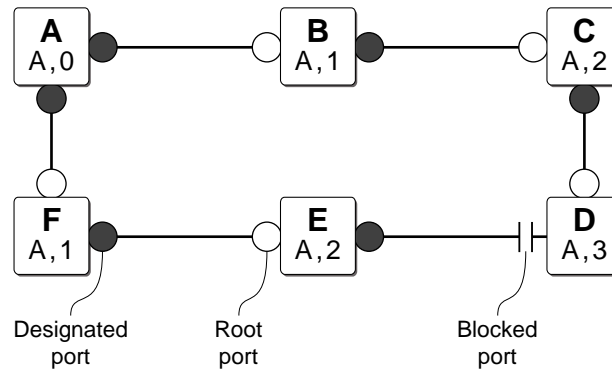 A
A,0
B
A,1
C
A,2
F
A,1
E
A,2
D
A,3
Designated
port
Root
port
Blocked
port